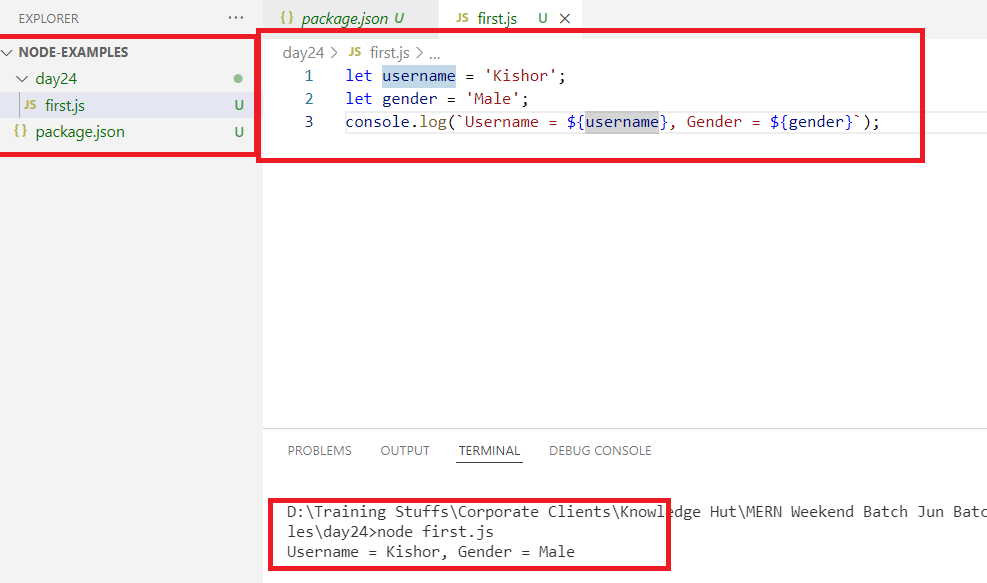 EXPLORER ···
NODE-EXAMPLES
day24
JS first.js U
{} package.json U
{} package.json U JS first.js U
day24 > JS first.js > ...
1 let username = 'Kishor';
2 let gender = 'Male';
3 console.log(`Username = ${username}, Gender = ${gender}`);
PROBLEMS OUTPUT TERMINAL DEBUG CONSOLE
D:\Training Stuffs\Corporate Clients\Knowledge Hut\MERN Weekend Batch Jun Batc
les\day24>node first.js
Username = Kishor, Gender = Male